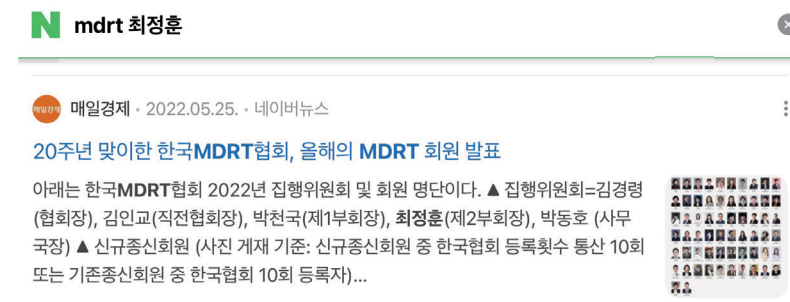 N mdrt 최정훈
매일경제 매일경제 • 2022.05.25. • 네이버뉴스
20주년 맞이한 한국MDRT협회, 올해의 MDRT 회원 발표
아래는 한국MDRT협회 2022년 집행위원회 및 회원 명단이다. ▲ 집행위원회=김경령
(협회장), 김인교(직전협회장), 박천국(제1부회장), 최정훈(제2부회장), 박동호 (사무
국장) ▲ 신규종신회원 (사진 게재 기준: 신규종신회원 중 한국협회 등록횟수 통산 10회
또는 기존종신회원 중 한국협회 10회 등록자)...